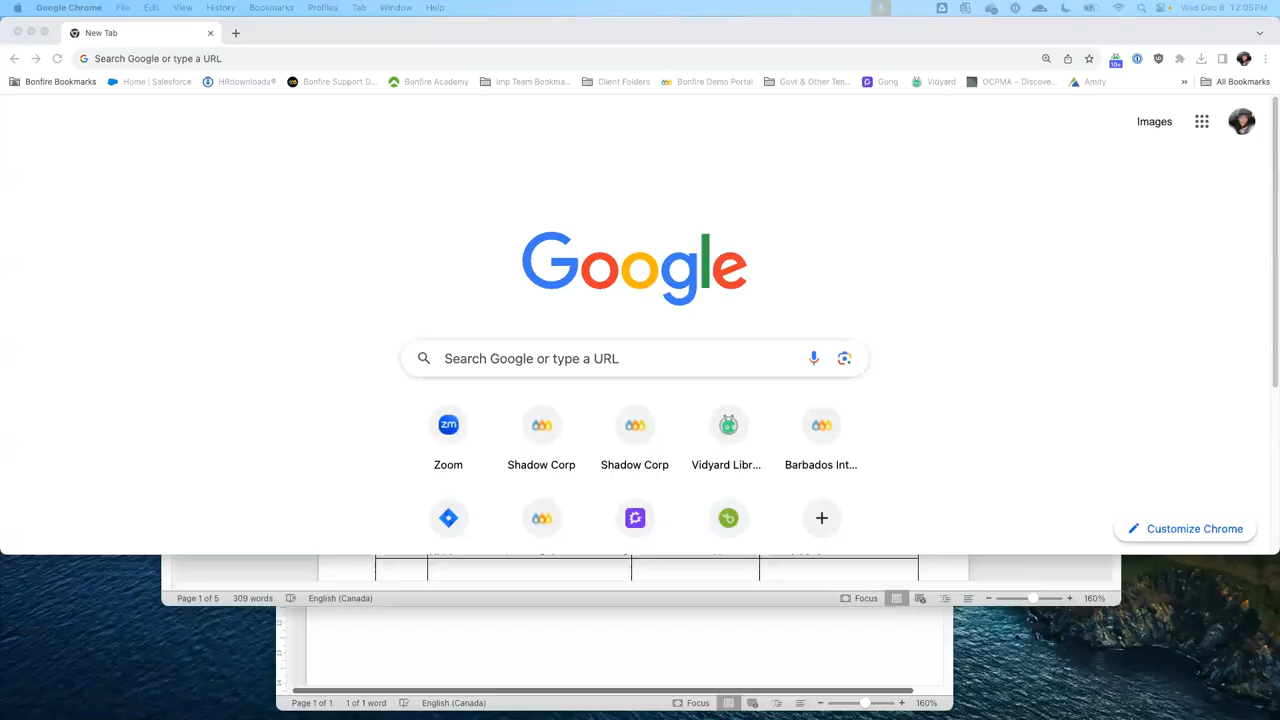 Google Chrome File Edit View History Bookmarks Profiles Tab Window Help Wed Dec 6 12:05 PM
New Tab
Search Google or type a URL
10+
Bonfire Bookmarks Home | Salesforce HRdownloads® Bonfire Support D... Bonfire Academy Imp Team Bookma... Client Folders Bonfire Demo Portal Govt & Other Ten... Gong Vidyard OCPMA – Discove... Amity » All Bookmarks
Images
Google
Search Google or type a URL
zm
Zoom Shadow Corp Shadow Corp Vidyard Libr... Barbados Int...
Customize Chrome
Page 1 of 5 309 words English (Canada) Focus 160%
Page 1 of 1 1 of 1 word English (Canada) Focus 160%